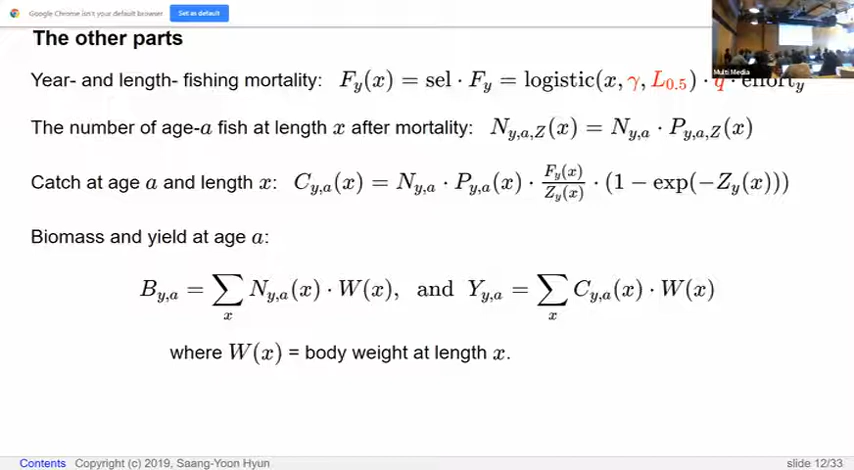 Google Chrome isn't your default browser Set as default
The other parts
Multi Media
Year- and length- fishing mortality: F_y(x) = sel · F_y = logistic(x, γ, L_{0.5}) · q · effort_y
The number of age-a fish at length x after mortality: N_{y,a,Z}(x) = N_{y,a} · P_{y,a,Z}(x)
Catch at age a and length x: C_{y,a}(x) = N_{y,a} · P_{y,a}(x) · F_y(x)/Z_y(x) · (1 − exp(−Z_y(x)))
Biomass and yield at age a:
B_{y,a} = ∑_x N_{y,a}(x) · W(x), and Y_{y,a} = ∑_x C_{y,a}(x) · W(x)
where W(x) = body weight at length x.
Contents Copyright (c) 2019, Saang-Yoon Hyun slide 12/33